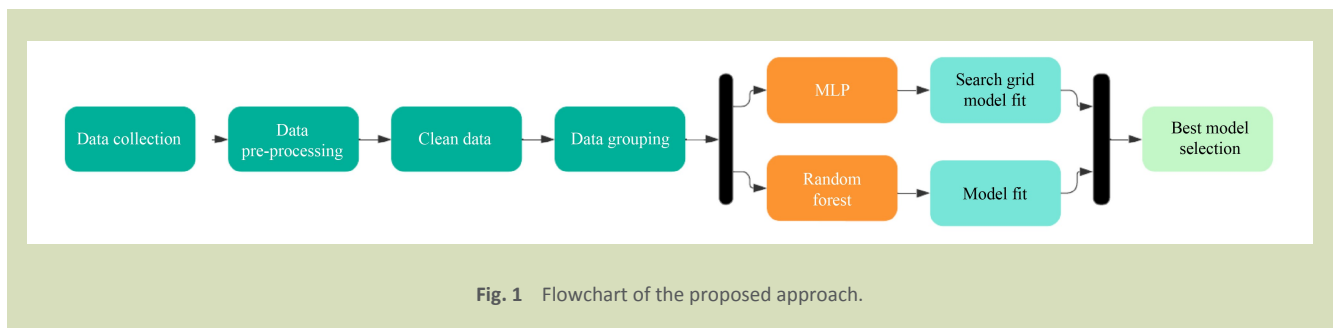 Data collection
Data
pre-processing
Clean data
Data grouping
MLP
Search grid
model fit
Random
forest
Model fit
Best model
selection
Fig. 1 Flowchart of the proposed approach.